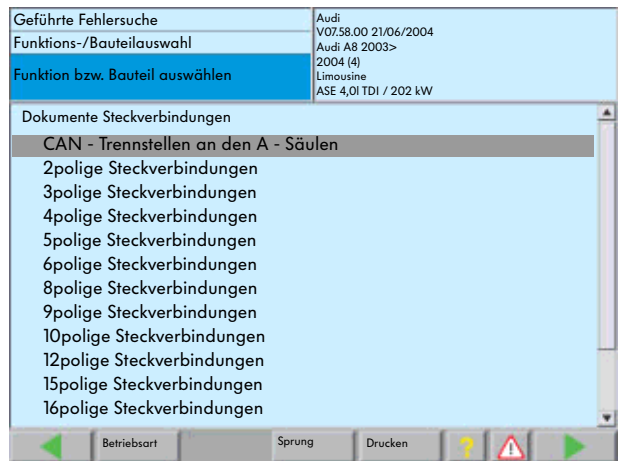 Geführte Fehlersuche
Funktions-/Bauteilauswahl
Funktion bzw. Bauteil auswählen
Audi
V07.58.00 21/06/2004
Audi A8 2003>
2004 (4)
Limousine
ASE 4,0l TDI / 202 kW
Dokumente Steckverbindungen
CAN - Trennstellen an den A - Säulen
2polige Steckverbindungen
3polige Steckverbindungen
4polige Steckverbindungen
5polige Steckverbindungen
6polige Steckverbindungen
8polige Steckverbindungen
9polige Steckverbindungen
10polige Steckverbindungen
12polige Steckverbindungen
15polige Steckverbindungen
16polige Steckverbindungen
Betriebsart Sprung Drucken ?